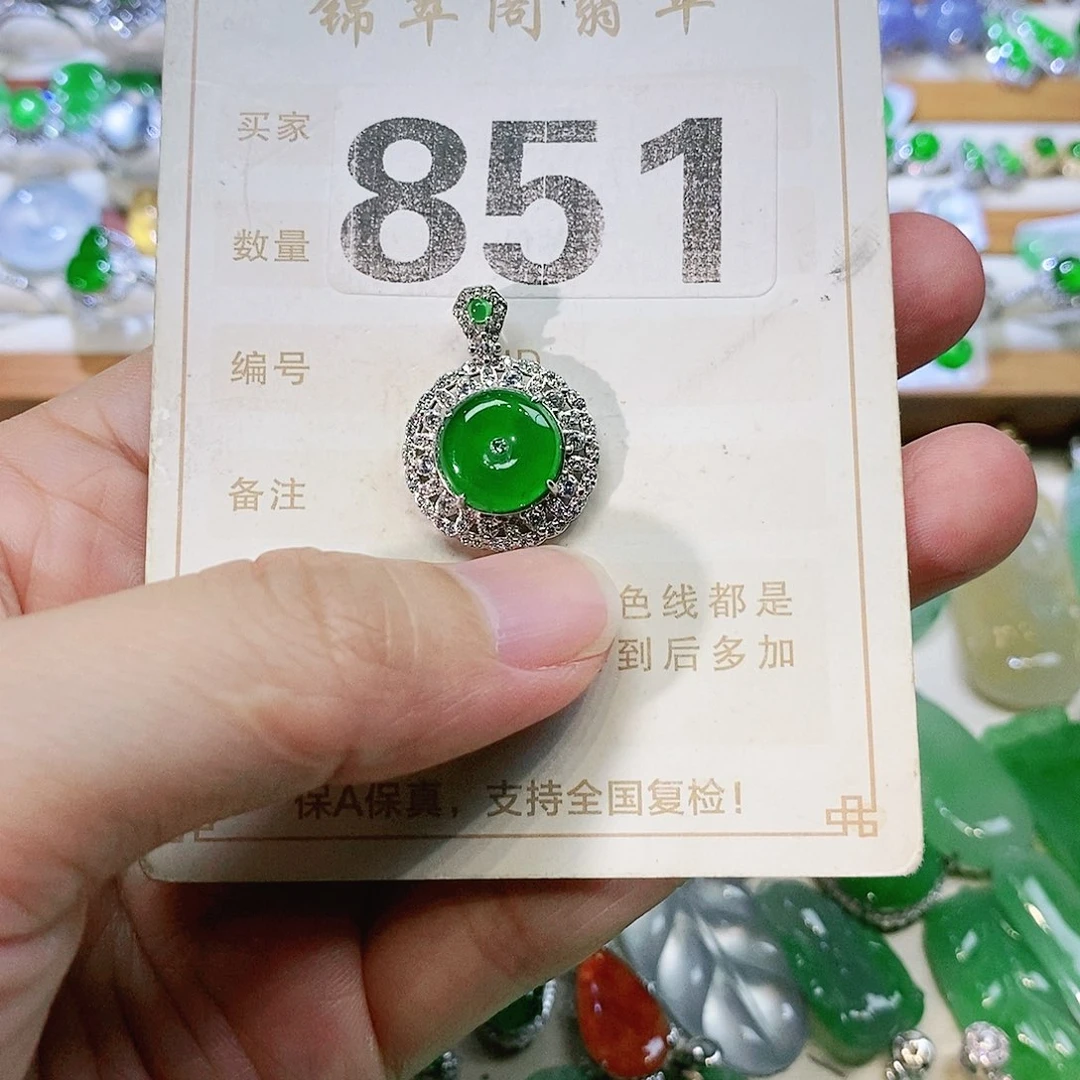 锦翠阁翡翠
买家
851
数量
编号
备注
色线都是
到后多加
保A保真，支持全国复检！